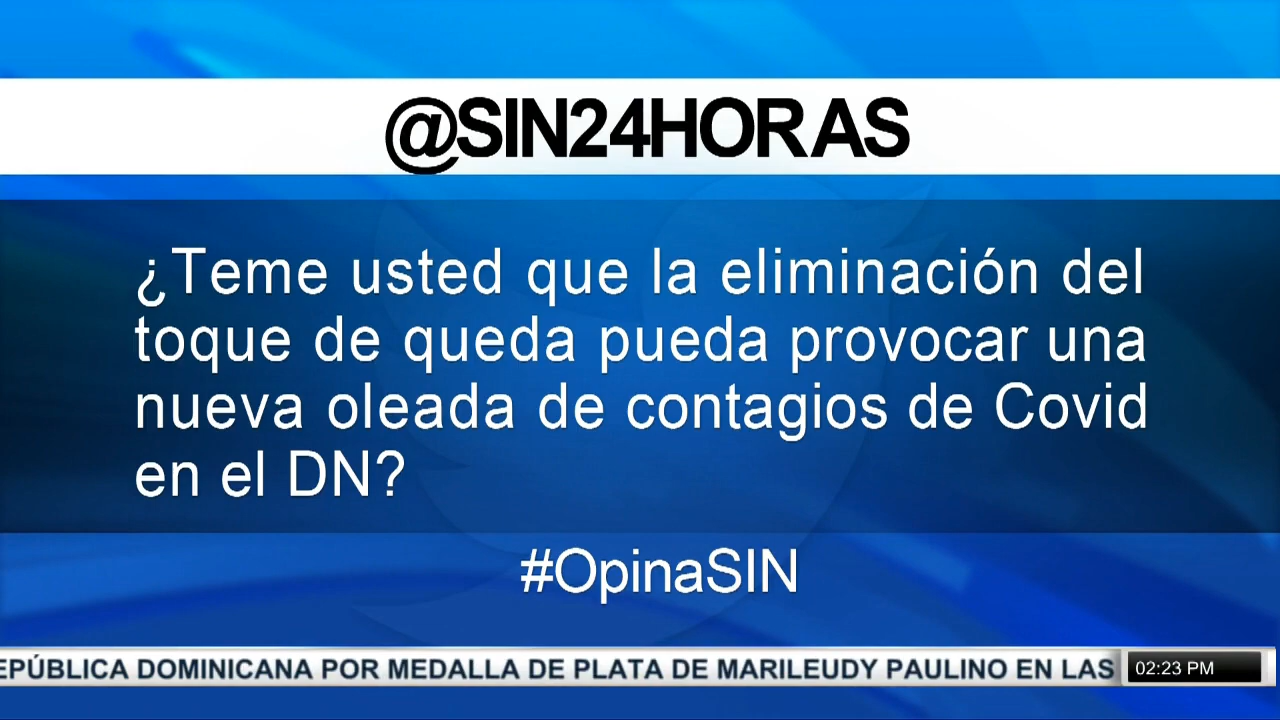 @SIN24HORAS
¿Teme usted que la eliminación del
toque de queda pueda provocar una
nueva oleada de contagios de Covid
en el DN?
#OpinaSIN
EPÚBLICA DOMINICANA POR MEDALLA DE PLATA DE MARILEUDY PAULINO EN LAS
02:23 PM